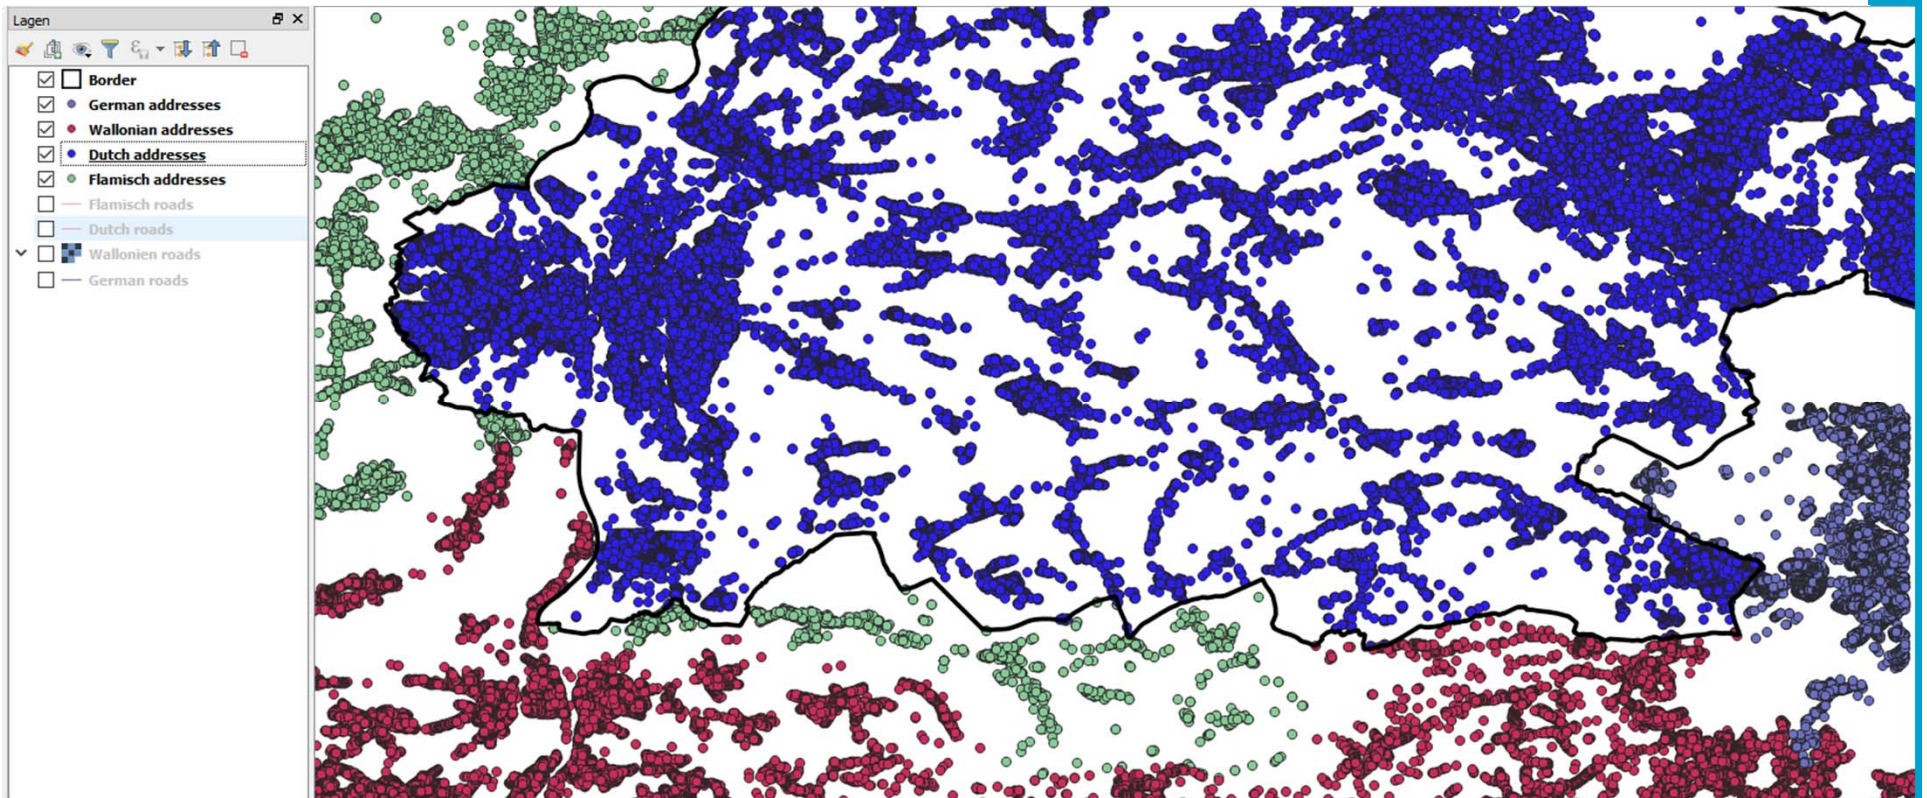 Lagen
Border
German addresses
Wallonian addresses
Dutch addresses
Flamisch addresses
Flamisch roads
Dutch roads
Wallonien roads
German roads